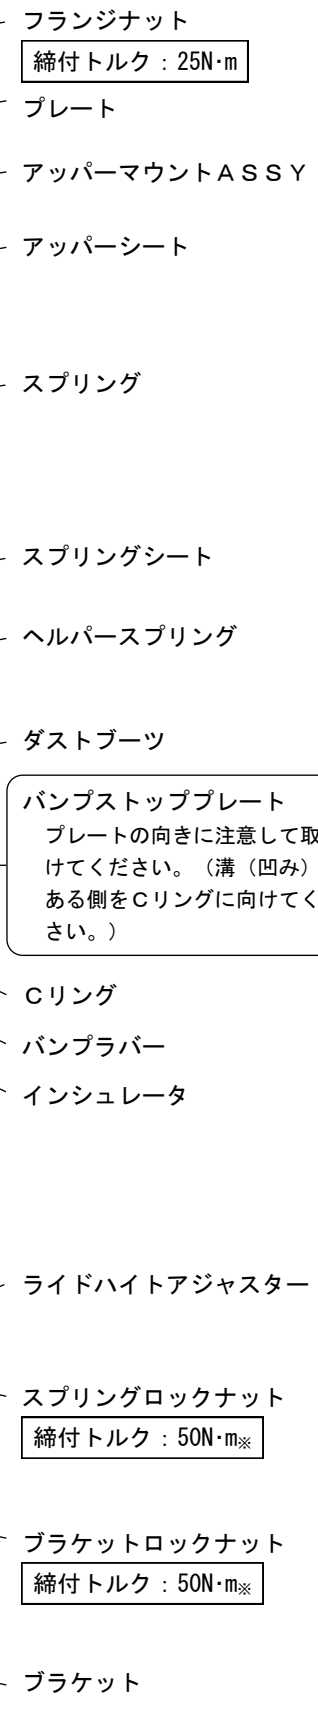 フランジナット
締付トルク：25N･m
プレート
アッパーマウントＡＳＳＹ
アッパーシート
スプリング
スプリングシート
ヘルパースプリング
ダストブーツ
バンプストッププレート
プレートの向きに注意して取
けてください。（溝（凹み）
ある側をＣリングに向けてく
さい。）
Ｃリング
バンプラバー
インシュレータ
ライドハイトアジャスター
スプリングロックナット
締付トルク：50N･m※
ブラケットロックナット
締付トルク：50N･m※
ブラケット